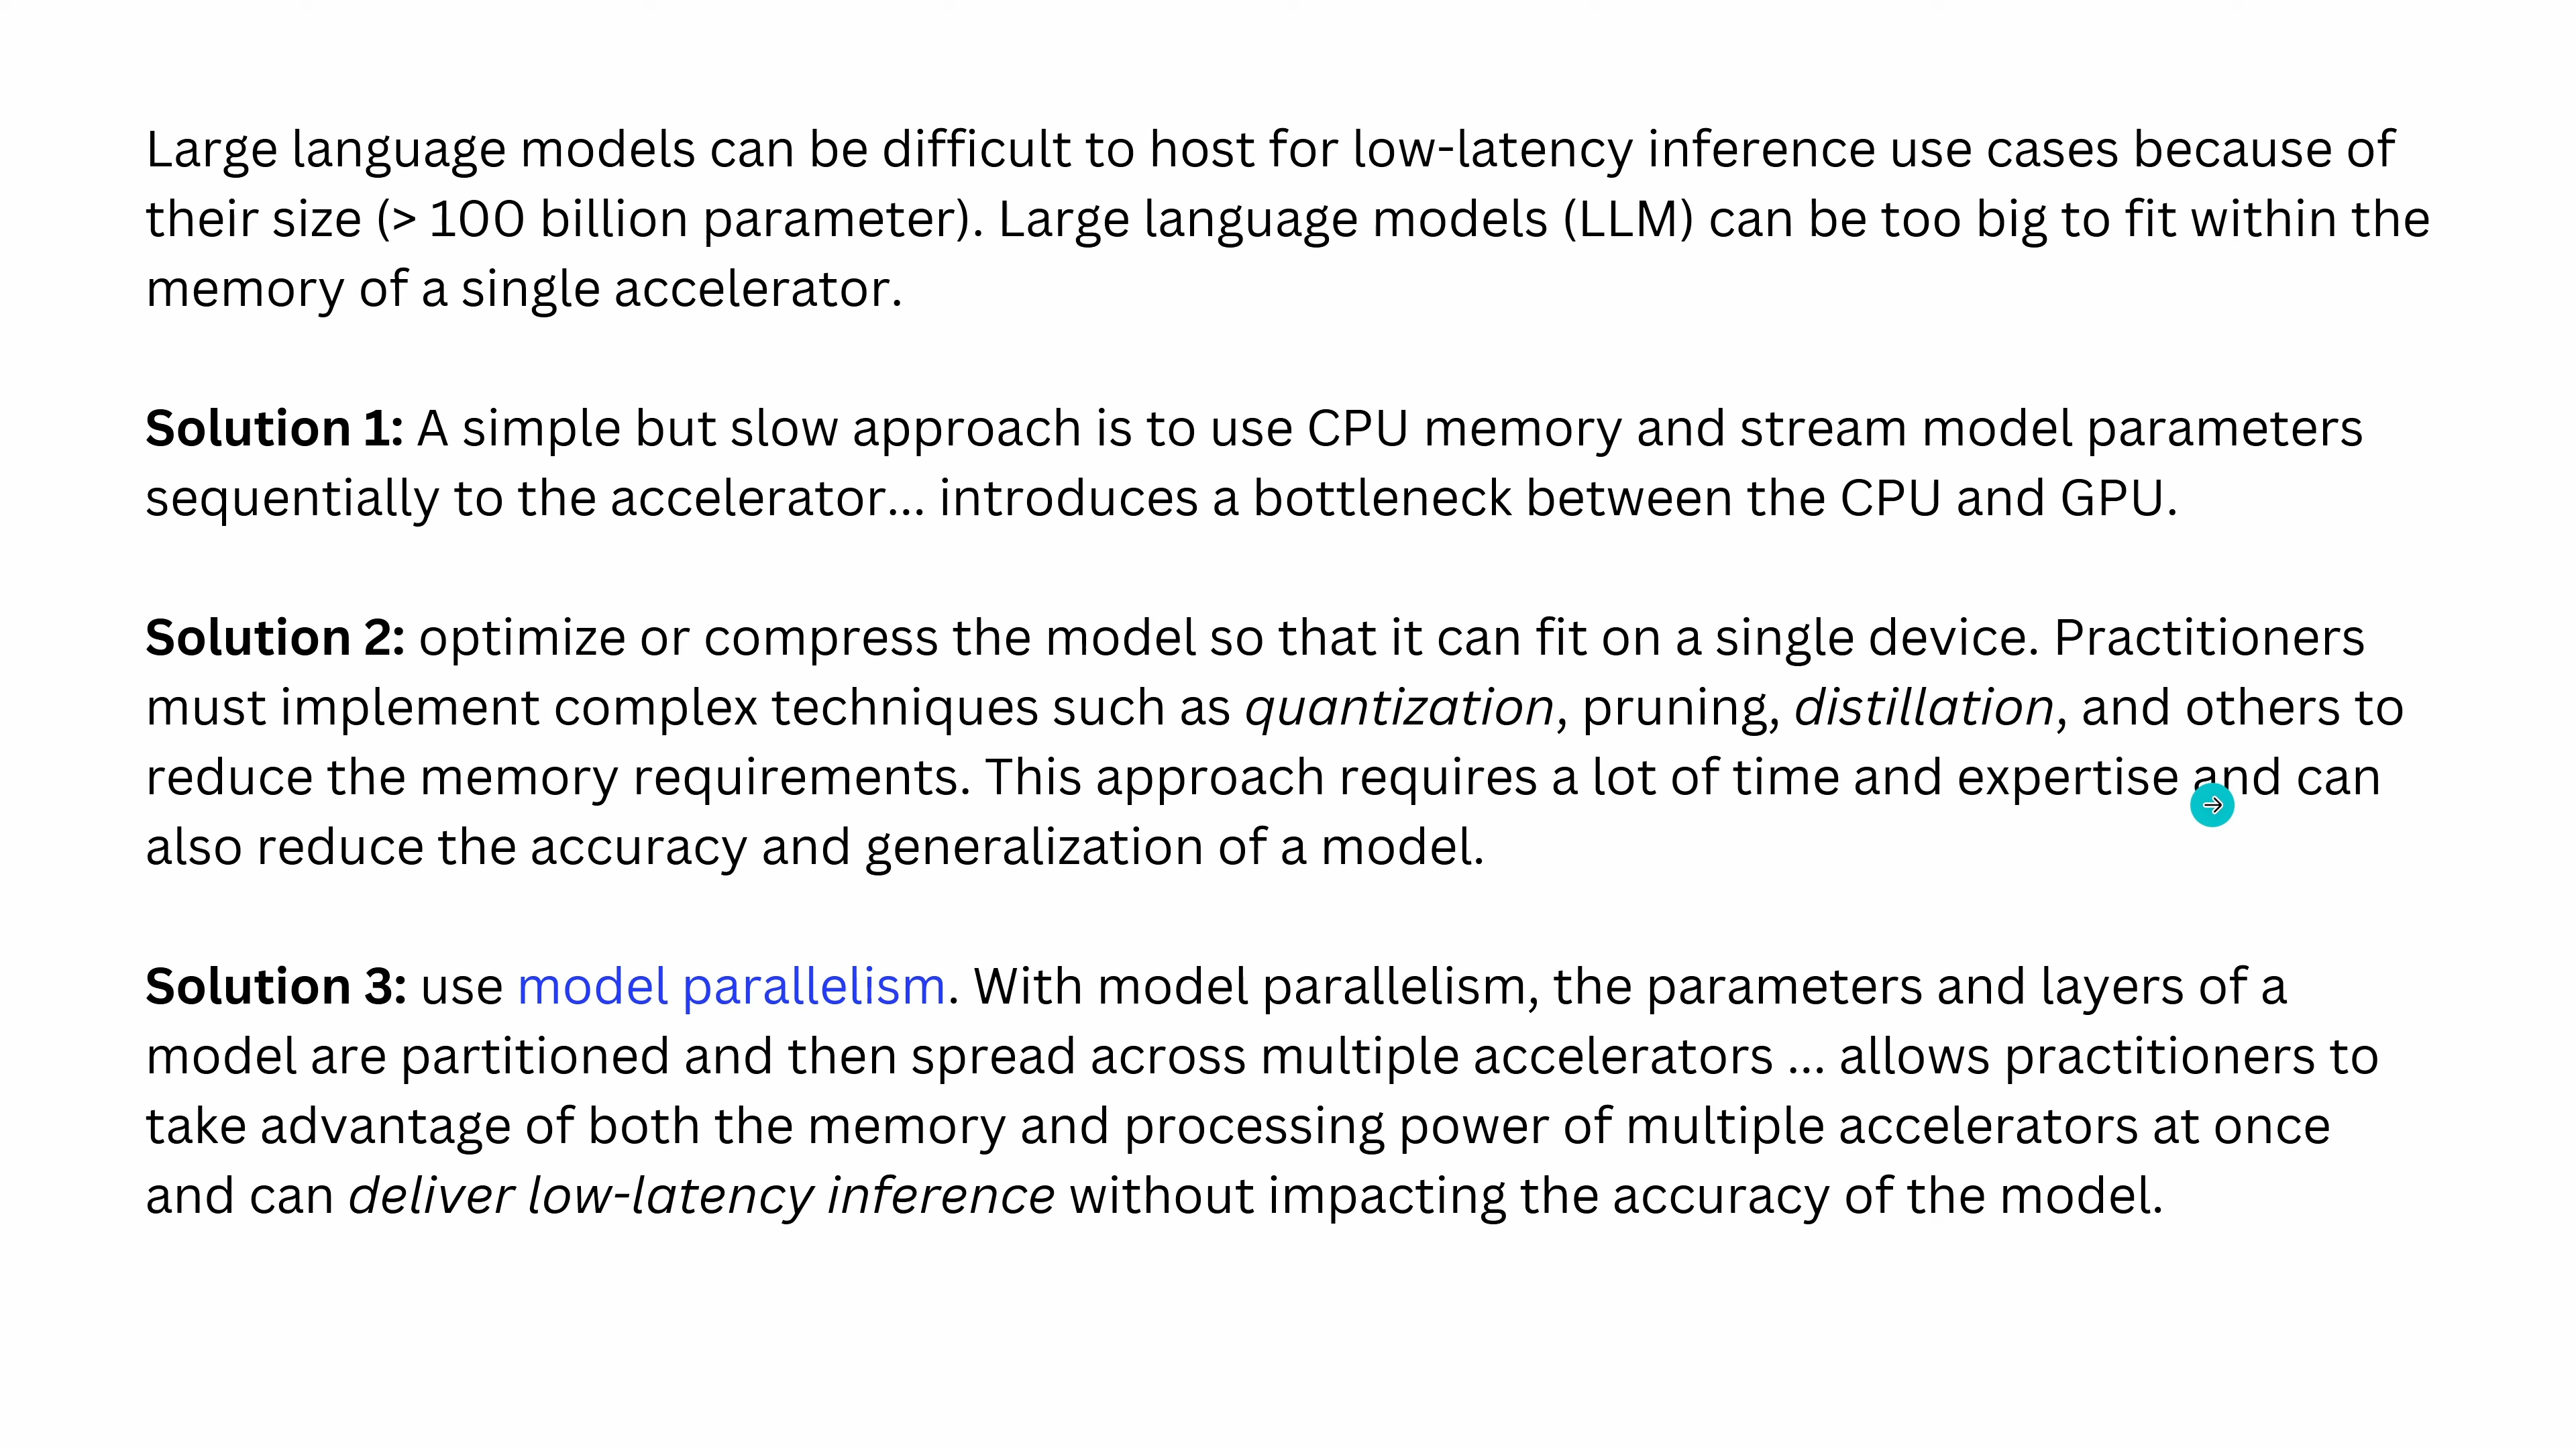 Large language models can be difficult to host for low-latency inference use cases because of
their size (> 100 billion parameter). Large language models (LLM) can be too big to fit within the
memory of a single accelerator.
Solution 1: A simple but slow approach is to use CPU memory and stream model parameters
sequentially to the accelerator... introduces a bottleneck between the CPU and GPU.
Solution 2: optimize or compress the model so that it can fit on a single device. Practitioners
must implement complex techniques such as quantization, pruning, distillation, and others to
reduce the memory requirements. This approach requires a lot of time and expertise and can
also reduce the accuracy and generalization of a model.
Solution 3: use model parallelism. With model parallelism, the parameters and layers of a
model are partitioned and then spread across multiple accelerators ... allows practitioners to
take advantage of both the memory and processing power of multiple accelerators at once
and can deliver low-latency inference without impacting the accuracy of the model.